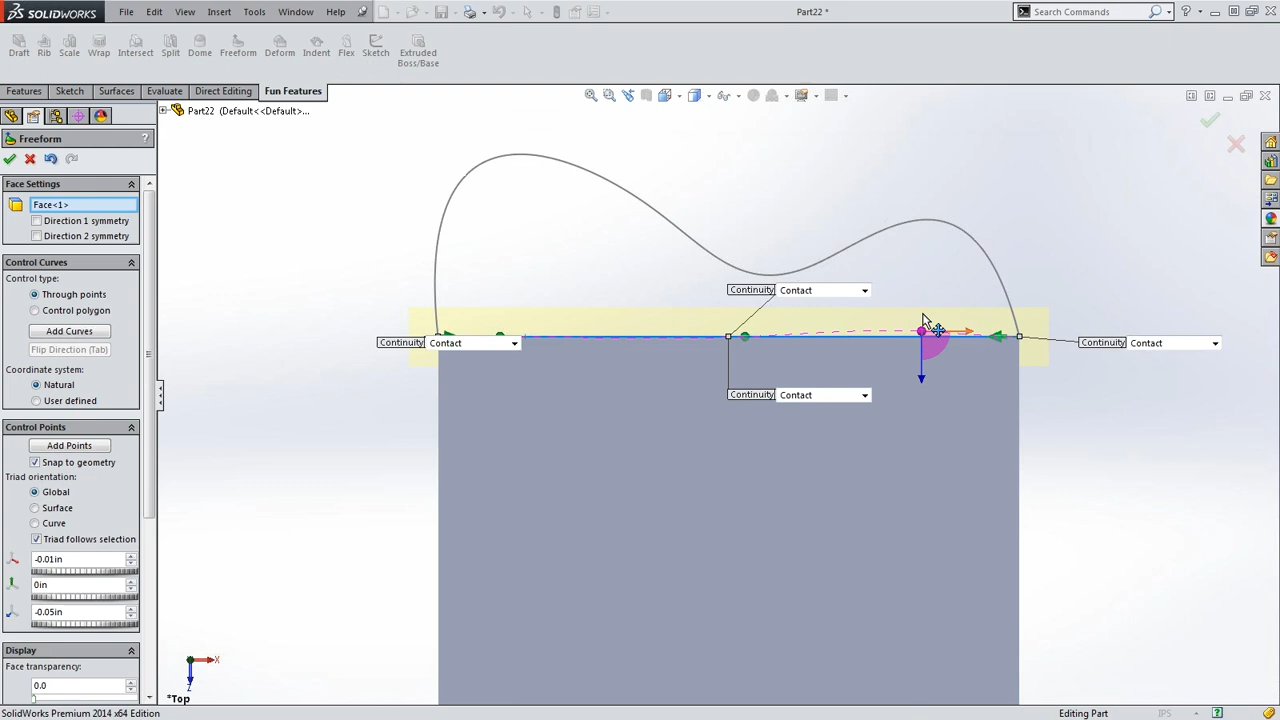 SOLIDWORKS File Edit View Insert Tools Window Help Part22 * Search Commands
Draft Rib Scale Wrap Intersect Split Dome Freeform Deform Indent Flex Sketch Extruded
Boss/Base
Features Sketch Surfaces Evaluate Direct Editing Fun Features
Part22 (Default<<Default>...
Freeform ?
Face Settings
Face<1>
Direction 1 symmetry
Direction 2 symmetry
Control Curves
Control type:
Through points
Control polygon
Add Curves
Flip Direction (Tab)
Coordinate system:
Natural
User defined
Control Points
Add Points
Snap to geometry
Triad orientation:
Global
Surface
Curve
Triad follows selection
-0.01in
0in
-0.05in
Display
Face transparency:
0.0
Continuity Contact
Continuity Contact
Continuity Contact
Continuity Contact
X
Z
*Top
SolidWorks Premium 2014 x64 Edition Editing Part IPS ?